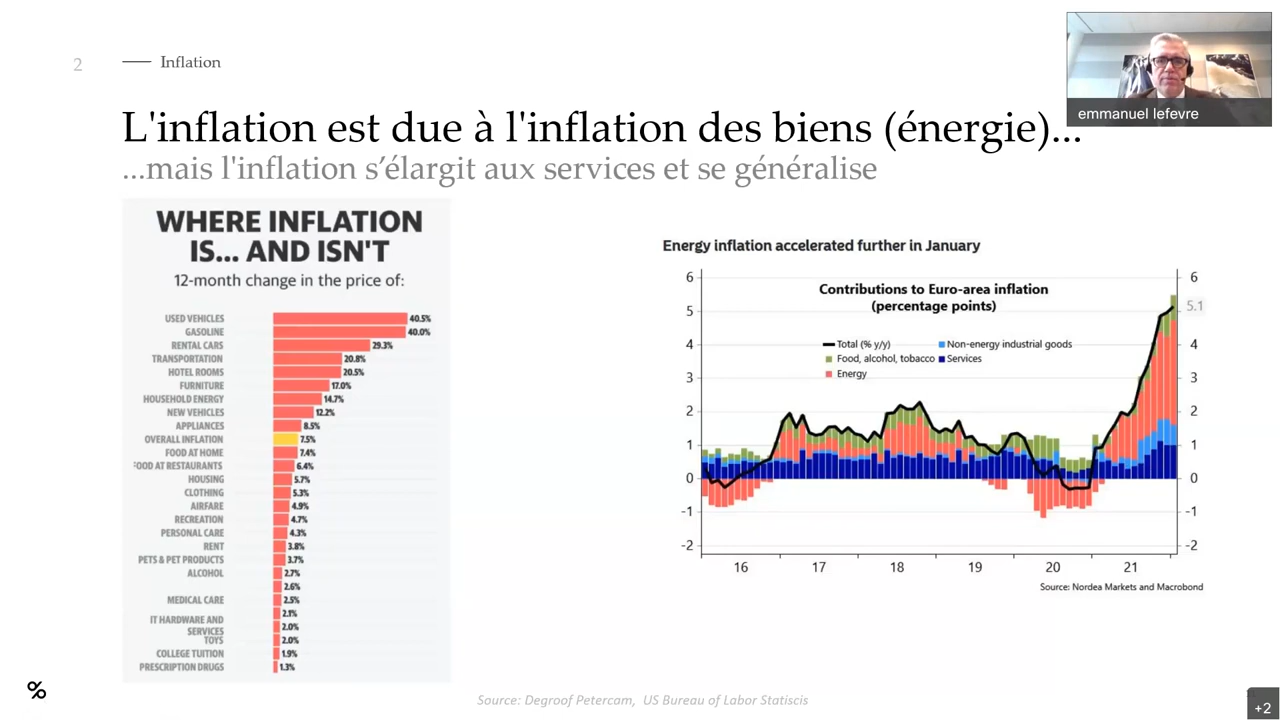 2
Inflation
emmanuel lefevre
L'inflation est due à l'inflation des biens (énergie)...
...mais l'inflation s’élargit aux services et se généralise
WHERE INFLATION
IS... AND ISN'T
12-month change in the price of:
USED VEHICLES 40.5%
GASOLINE 40.0%
RENTAL CARS 29.3%
TRANSPORTATION 20.8%
HOTEL ROOMS 20.5%
FURNITURE 17.0%
HOUSEHOLD ENERGY 14.7%
NEW VEHICLES 12.2%
APPLIANCES 8.5%
OVERALL INFLATION 7.5%
FOOD AT HOME 7.4%
FOOD AT RESTAURANTS 6.4%
HOUSING 5.7%
CLOTHING 5.3%
AIRFARE 4.9%
RECREATION 4.7%
PERSONAL CARE 4.3%
RENT 3.8%
PETS & PET PRODUCTS 3.7%
ALCOHOL 2.7%
2.6%
MEDICAL CARE 2.5%
2.1%
IT HARDWARE AND
SERVICES 2.0%
TOYS 2.0%
COLLEGE TUITION 1.9%
PRESCRIPTION DRUGS 1.3%
Energy inflation accelerated further in January
Contributions to Euro-area inflation
(percentage points)
Total (% y/y) Non-energy industrial goods
Food, alcohol, tobacco Services
Energy
6 6
5 5.1
4 4
3 3
2 2
1 1
0 0
-1 -1
-2 -2
16 17 18 19 20 21
Source: Nordea Markets and Macrobond
%
Source: Degroof Petercam, US Bureau of Labor Statiscis
+2